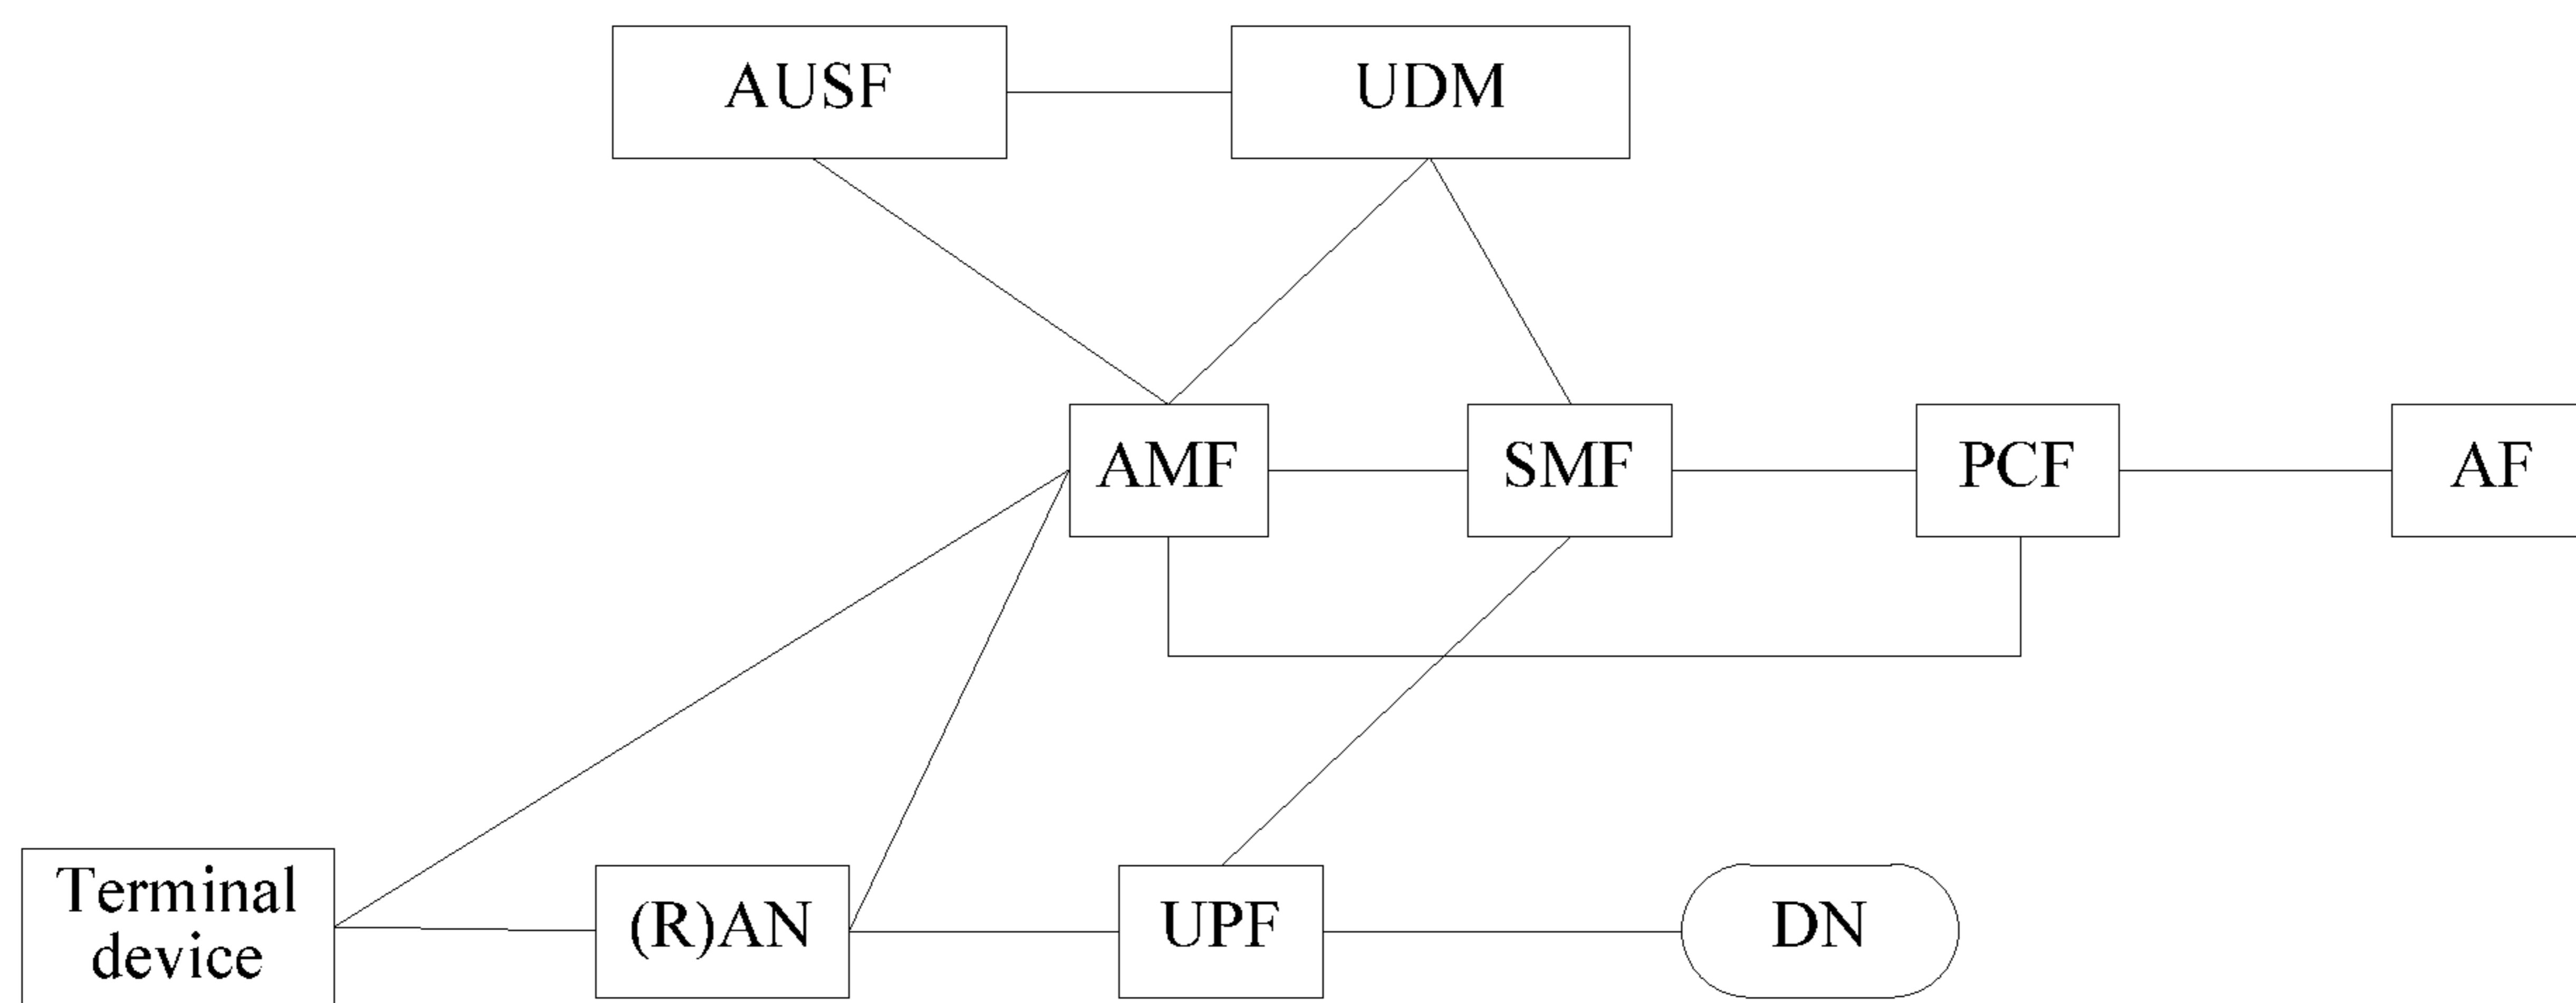 AUSF
UDM
AMF
SMF
PCF
AF
Terminal
device
(R)AN
UPF
DN